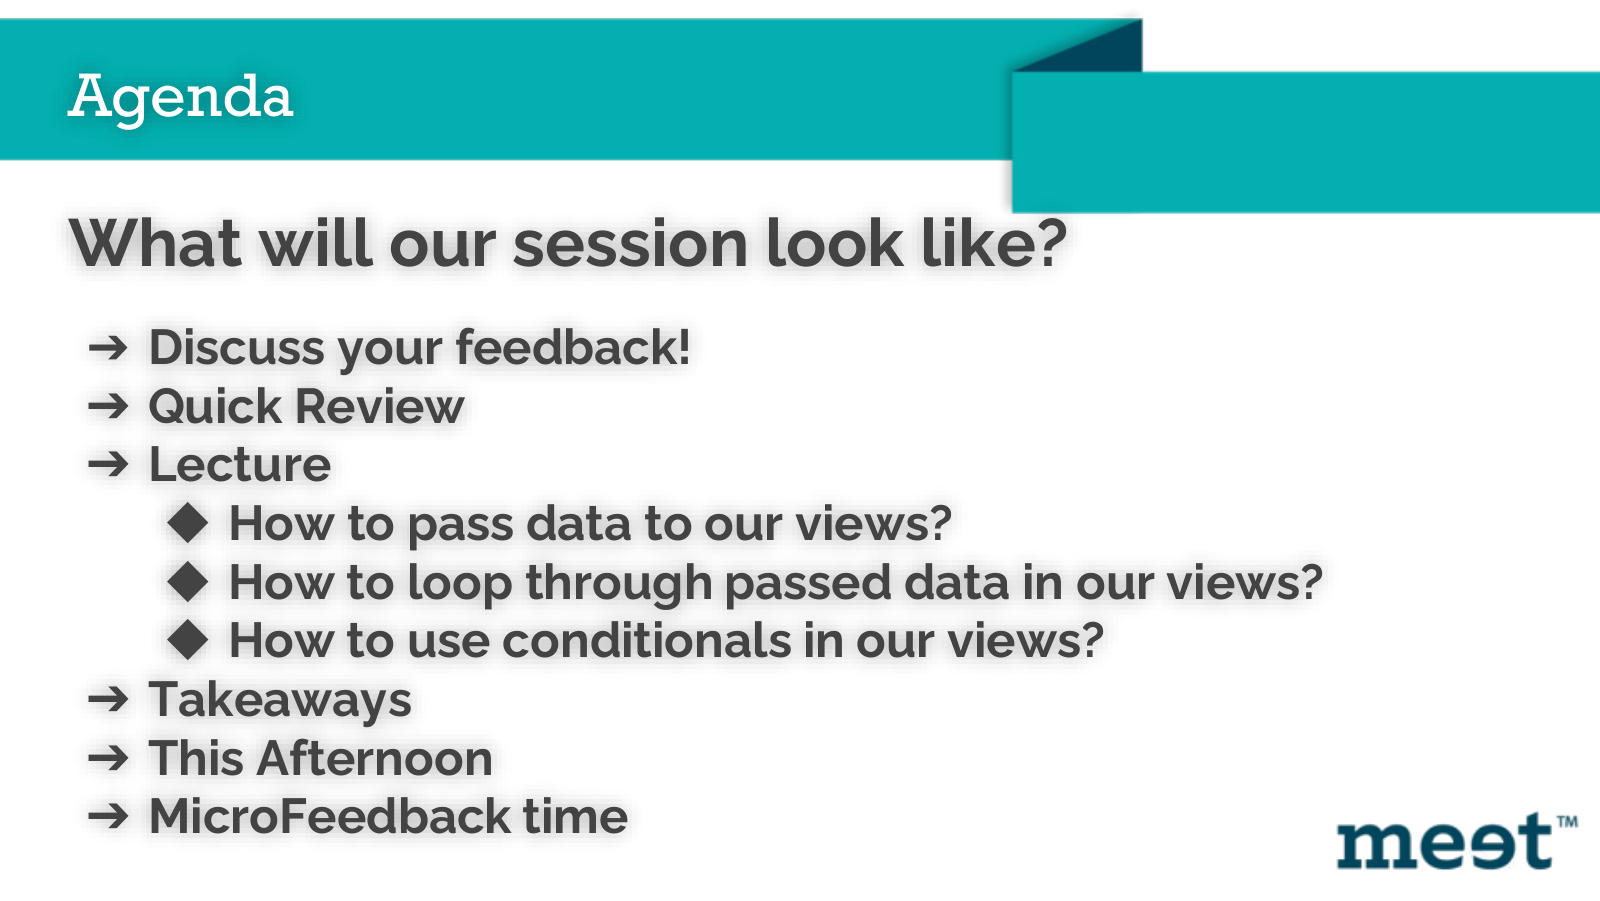 Agenda
What will our session look like?
➔ Discuss your feedback!
➔ Quick Review
➔ Lecture
◆ How to pass data to our views?
◆ How to loop through passed data in our views?
◆ How to use conditionals in our views?
➔ Takeaways
➔ This Afternoon
➔ MicroFeedback time
meet™